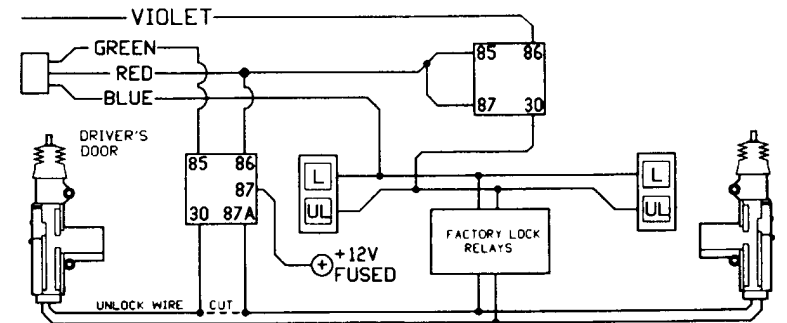 VIOLET
GREEN
RED
BLUE
85 86
87 30
DRIVER'S
DOOR
85 86
87
30 87A
L
UL
L
UL
FACTORY LOCK
RELAYS
+12V
FUSED
+
UNLOCK WIRE CUT